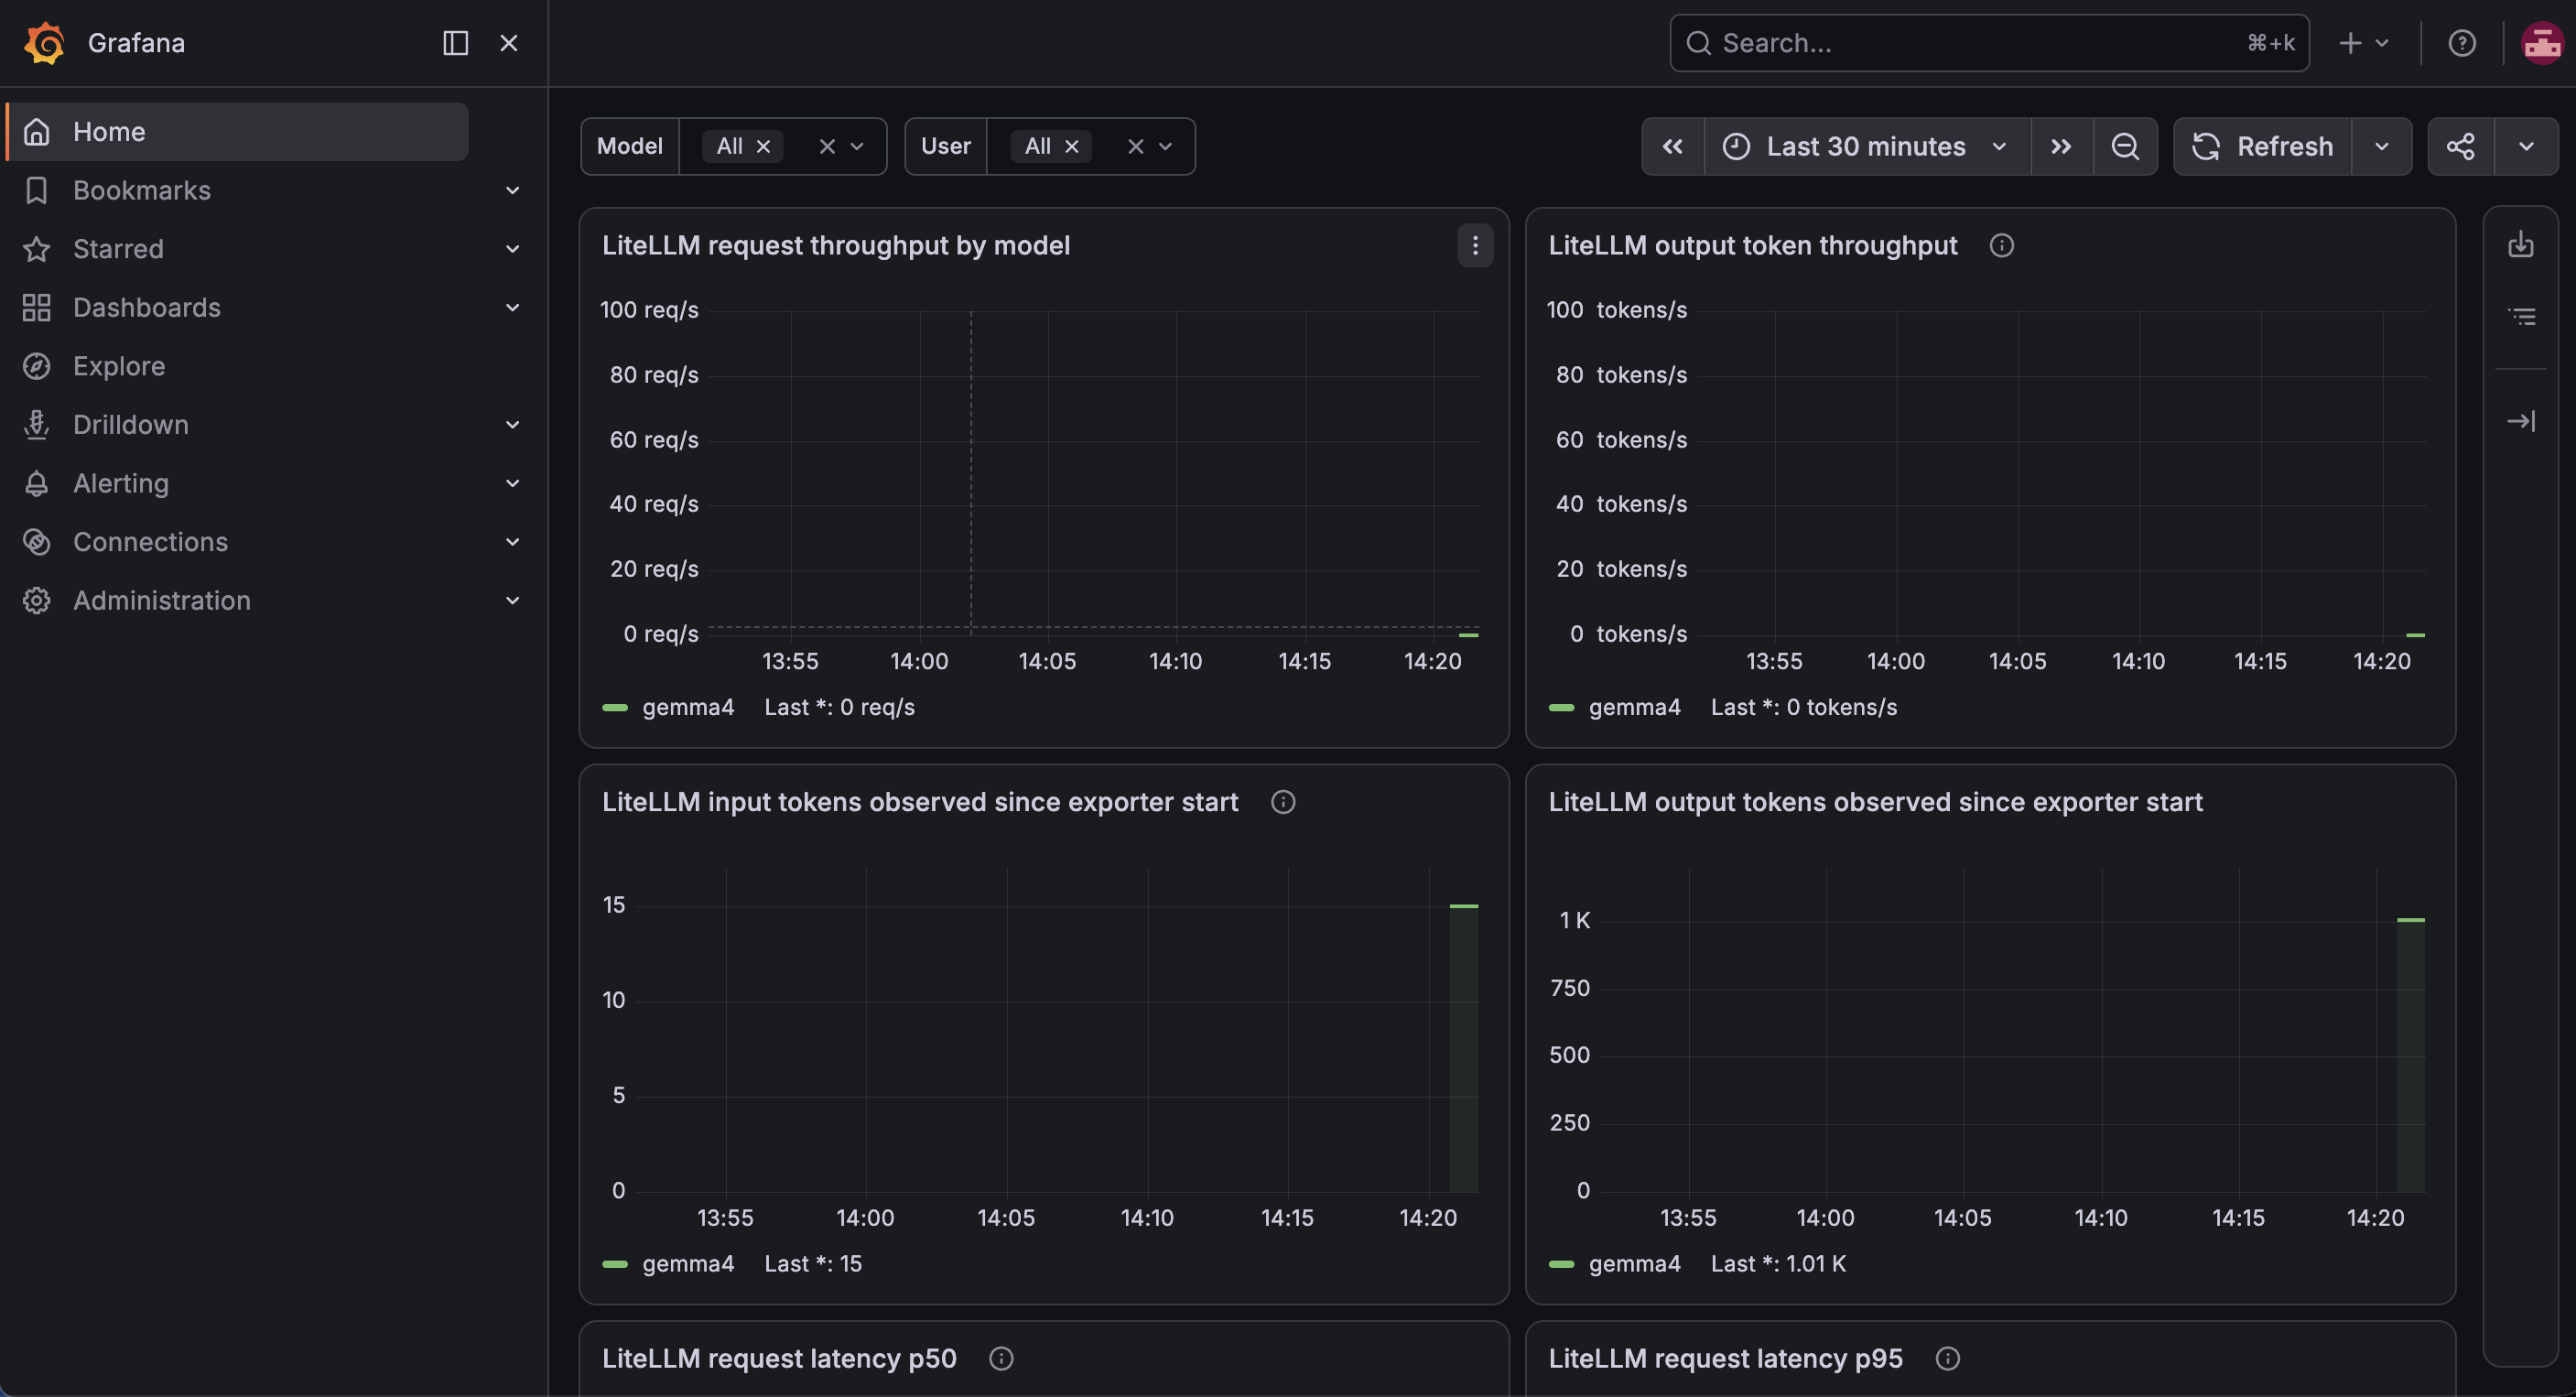 Grafana
Search...
⌘+k
Home
Bookmarks
Starred
Dashboards
Explore
Drilldown
Alerting
Connections
Administration
Model All
User All
Last 30 minutes
Refresh
LiteLLM request throughput by model
100 req/s
80 req/s
60 req/s
40 req/s
20 req/s
0 req/s
13:55 14:00 14:05 14:10 14:15 14:20
gemma4 Last *: 0 req/s
LiteLLM output token throughput
100 tokens/s
80 tokens/s
60 tokens/s
40 tokens/s
20 tokens/s
0 tokens/s
13:55 14:00 14:05 14:10 14:15 14:20
gemma4 Last *: 0 tokens/s
LiteLLM input tokens observed since exporter start
15
10
5
0
13:55 14:00 14:05 14:10 14:15 14:20
gemma4 Last *: 15
LiteLLM output tokens observed since exporter start
1 K
750
500
250
0
13:55 14:00 14:05 14:10 14:15 14:20
gemma4 Last *: 1.01 K
LiteLLM request latency p50
LiteLLM request latency p95